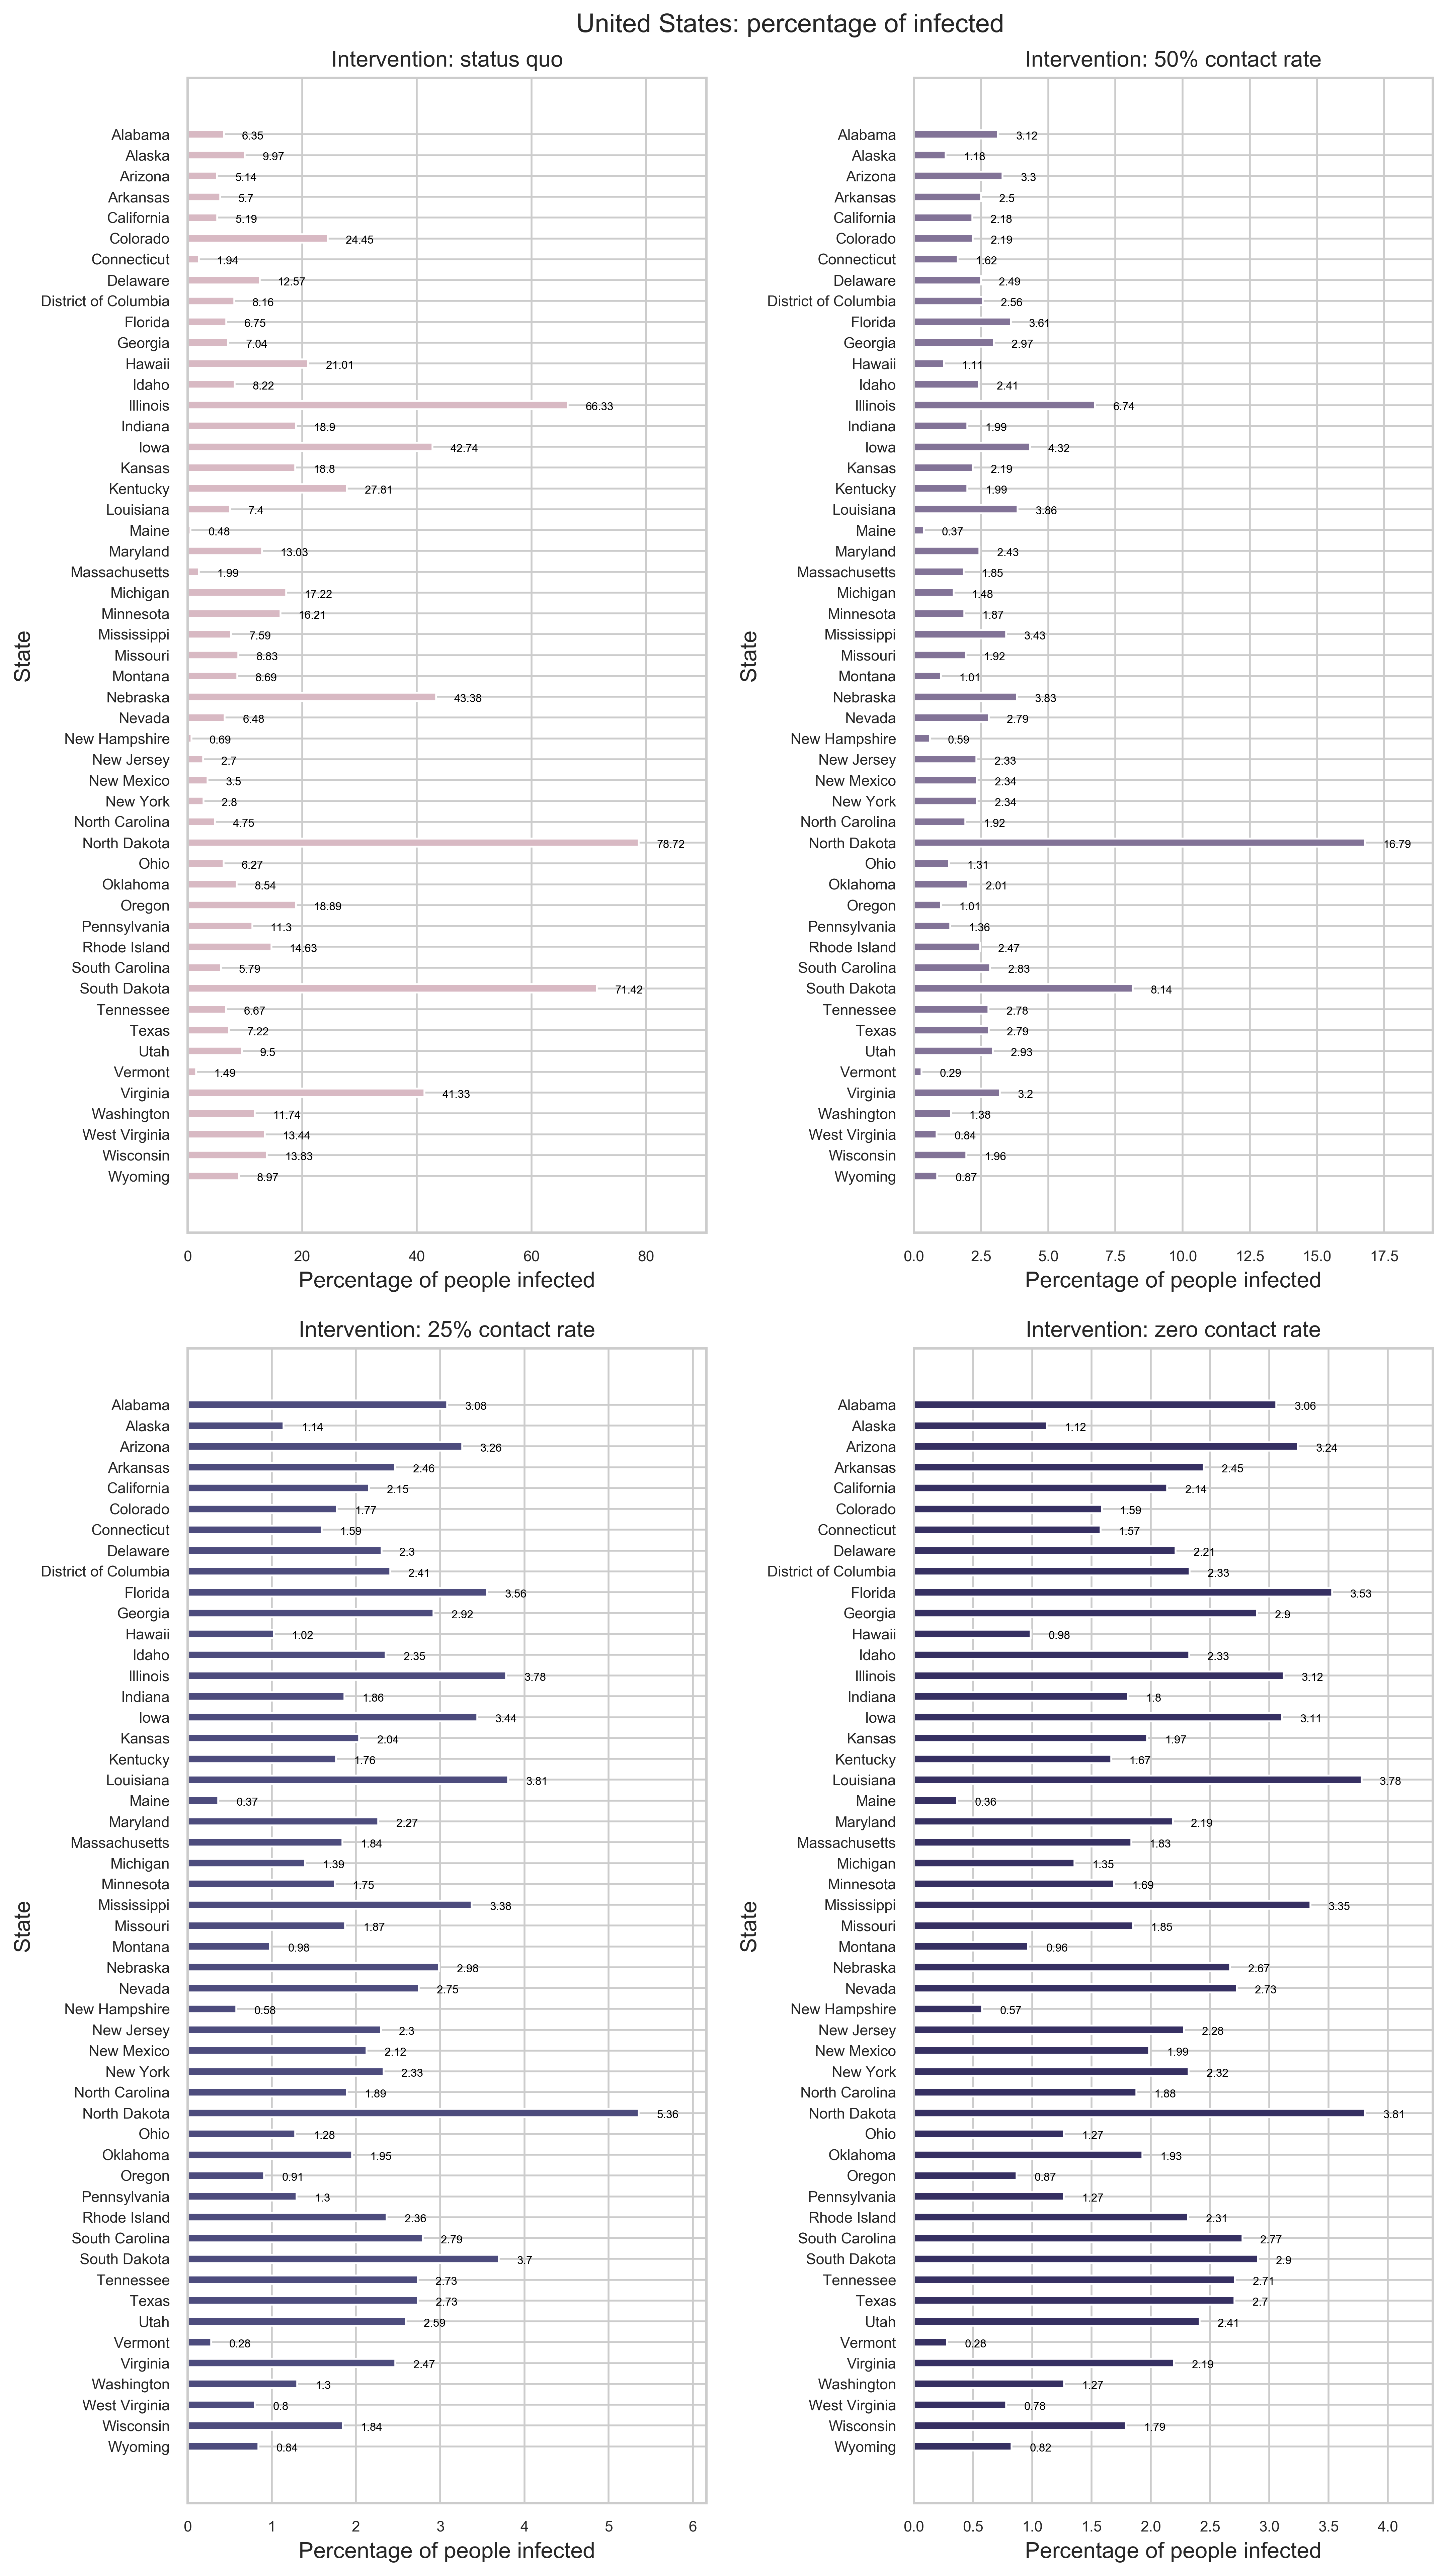 United States: percentage of infected
Intervention: status quo
Alabama 6.35
Alaska 9.97
Arizona 5.14
Arkansas 5.7
California 5.19
Colorado 24.45
Connecticut 1.94
Delaware 12.57
District of Columbia 8.16
Florida 6.75
Georgia 7.04
Hawaii 21.01
Idaho 8.22
Illinois 66.33
Indiana 18.9
Iowa 42.74
Kansas 18.8
Kentucky 27.81
Louisiana 7.4
Maine 0.48
Maryland 13.03
Massachusetts 1.99
Michigan 17.22
Minnesota 16.21
Mississippi 7.59
Missouri 8.83
Montana 8.69
Nebraska 43.38
Nevada 6.48
New Hampshire 0.69
New Jersey 2.7
New Mexico 3.5
New York 2.8
North Carolina 4.75
North Dakota 78.72
Ohio 6.27
Oklahoma 8.54
Oregon 18.89
Pennsylvania 11.3
Rhode Island 14.63
South Carolina 5.79
South Dakota 71.42
Tennessee 6.67
Texas 7.22
Utah 9.5
Vermont 1.49
Virginia 41.33
Washington 11.74
West Virginia 13.44
Wisconsin 13.83
Wyoming 8.97
State
0 20 40 60 80
Percentage of people infected
Intervention: 50% contact rate
Alabama 3.12
Alaska 1.18
Arizona 3.3
Arkansas 2.5
California 2.18
Colorado 2.19
Connecticut 1.62
Delaware 2.49
District of Columbia 2.56
Florida 3.61
Georgia 2.97
Hawaii 1.11
Idaho 2.41
Illinois 6.74
Indiana 1.99
Iowa 4.32
Kansas 2.19
Kentucky 1.99
Louisiana 3.86
Maine 0.37
Maryland 2.43
Massachusetts 1.85
Michigan 1.48
Minnesota 1.87
Mississippi 3.43
Missouri 1.92
Montana 1.01
Nebraska 3.83
Nevada 2.79
New Hampshire 0.59
New Jersey 2.33
New Mexico 2.34
New York 2.34
North Carolina 1.92
North Dakota 16.79
Ohio 1.31
Oklahoma 2.01
Oregon 1.01
Pennsylvania 1.36
Rhode Island 2.47
South Carolina 2.83
South Dakota 8.14
Tennessee 2.78
Texas 2.79
Utah 2.93
Vermont 0.29
Virginia 3.2
Washington 1.38
West Virginia 0.84
Wisconsin 1.96
Wyoming 0.87
State
0.0 2.5 5.0 7.5 10.0 12.5 15.0 17.5
Percentage of people infected
Intervention: 25% contact rate
Alabama 3.08
Alaska 1.14
Arizona 3.26
Arkansas 2.46
California 2.15
Colorado 1.77
Connecticut 1.59
Delaware 2.3
District of Columbia 2.41
Florida 3.56
Georgia 2.92
Hawaii 1.02
Idaho 2.35
Illinois 3.78
Indiana 1.86
Iowa 3.44
Kansas 2.04
Kentucky 1.76
Louisiana 3.81
Maine 0.37
Maryland 2.27
Massachusetts 1.84
Michigan 1.39
Minnesota 1.75
Mississippi 3.38
Missouri 1.87
Montana 0.98
Nebraska 2.98
Nevada 2.75
New Hampshire 0.58
New Jersey 2.3
New Mexico 2.12
New York 2.33
North Carolina 1.89
North Dakota 5.36
Ohio 1.28
Oklahoma 1.95
Oregon 0.91
Pennsylvania 1.3
Rhode Island 2.36
South Carolina 2.79
South Dakota 3.7
Tennessee 2.73
Texas 2.73
Utah 2.59
Vermont 0.28
Virginia 2.47
Washington 1.3
West Virginia 0.8
Wisconsin 1.84
Wyoming 0.84
State
0 1 2 3 4 5 6
Percentage of people infected
Intervention: zero contact rate
Alabama 3.06
Alaska 1.12
Arizona 3.24
Arkansas 2.45
California 2.14
Colorado 1.59
Connecticut 1.57
Delaware 2.21
District of Columbia 2.33
Florida 3.53
Georgia 2.9
Hawaii 0.98
Idaho 2.33
Illinois 3.12
Indiana 1.8
Iowa 3.11
Kansas 1.97
Kentucky 1.67
Louisiana 3.78
Maine 0.36
Maryland 2.19
Massachusetts 1.83
Michigan 1.35
Minnesota 1.69
Mississippi 3.35
Missouri 1.85
Montana 0.96
Nebraska 2.67
Nevada 2.73
New Hampshire 0.57
New Jersey 2.28
New Mexico 1.99
New York 2.32
North Carolina 1.88
North Dakota 3.81
Ohio 1.27
Oklahoma 1.93
Oregon 0.87
Pennsylvania 1.27
Rhode Island 2.31
South Carolina 2.77
South Dakota 2.9
Tennessee 2.71
Texas 2.7
Utah 2.41
Vermont 0.28
Virginia 2.19
Washington 1.27
West Virginia 0.78
Wisconsin 1.79
Wyoming 0.82
State
0.0 0.5 1.0 1.5 2.0 2.5 3.0 3.5 4.0
Percentage of people infected